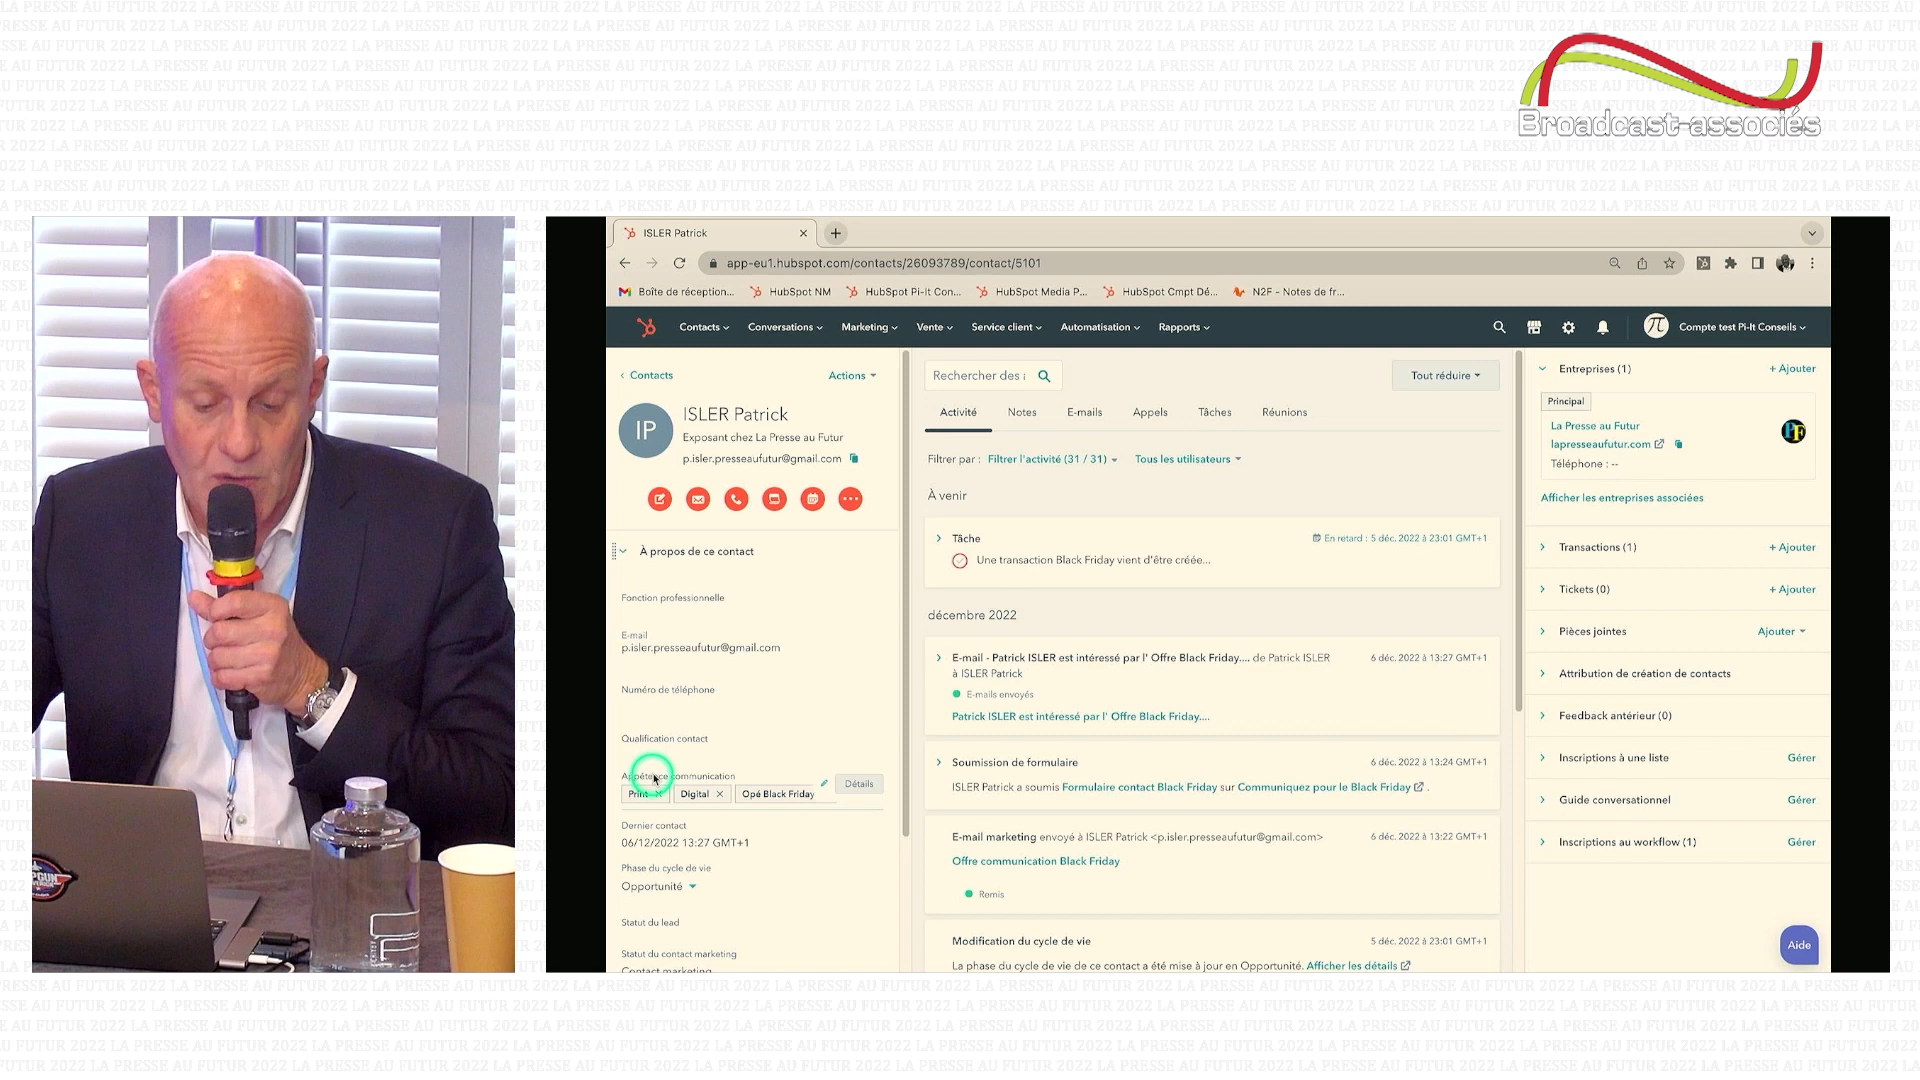 LA PRESSE AU FUTUR 2022
Broadcast-associés
ISLER Patrick
app-eu1.hubspot.com/contacts/26093789/contact/5101
Boîte de réception...
HubSpot NM
HubSpot Pi-It Con...
HubSpot Media P...
HubSpot Cmpt Dé...
N2F - Notes de fr...
Contacts
Conversations
Marketing
Vente
Service client
Automatisation
Rapports
Compte test Pi-It Conseils
Contacts
Actions
IP
ISLER Patrick
Exposant chez La Presse au Futur
p.isler.presseaufutur@gmail.com
À propos de ce contact
Fonction professionnelle
E-mail
p.isler.presseaufutur@gmail.com
Numéro de téléphone
Qualification contact
Appétence communication
Print
Digital
Opé Black Friday
Détails
Dernier contact
06/12/2022 13:27 GMT+1
Phase du cycle de vie
Opportunité
Statut du lead
Statut du contact marketing
Contact marketing
Rechercher des
Tout réduire
Activité
Notes
E-mails
Appels
Tâches
Réunions
Filtrer par : Filtrer l'activité (31 / 31) Tous les utilisateurs
À venir
Tâche
En retard : 5 déc. 2022 à 23:01 GMT+1
Une transaction Black Friday vient d'être créée...
décembre 2022
E-mail - Patrick ISLER est intéressé par l' Offre Black Friday.... de Patrick ISLER
à ISLER Patrick
6 déc. 2022 à 13:27 GMT+1
E-mails envoyés
Patrick ISLER est intéressé par l' Offre Black Friday....
Soumission de formulaire
6 déc. 2022 à 13:24 GMT+1
ISLER Patrick a soumis Formulaire contact Black Friday sur Communiquez pour le Black Friday .
E-mail marketing envoyé à ISLER Patrick <p.isler.presseaufutur@gmail.com>
6 déc. 2022 à 13:22 GMT+1
Offre communication Black Friday
Remis
Modification du cycle de vie
5 déc. 2022 à 23:01 GMT+1
La phase du cycle de vie de ce contact a été mise à jour en Opportunité. Afficher les détails
Entreprises (1)
+ Ajouter
Principal
La Presse au Futur
lapresseaufutur.com
Téléphone : --
PF
Afficher les entreprises associées
Transactions (1)
+ Ajouter
Tickets (0)
+ Ajouter
Pièces jointes
Ajouter
Attribution de création de contacts
Feedback antérieur (0)
Inscriptions à une liste
Gérer
Guide conversationnel
Gérer
Inscriptions au workflow (1)
Gérer
Aide